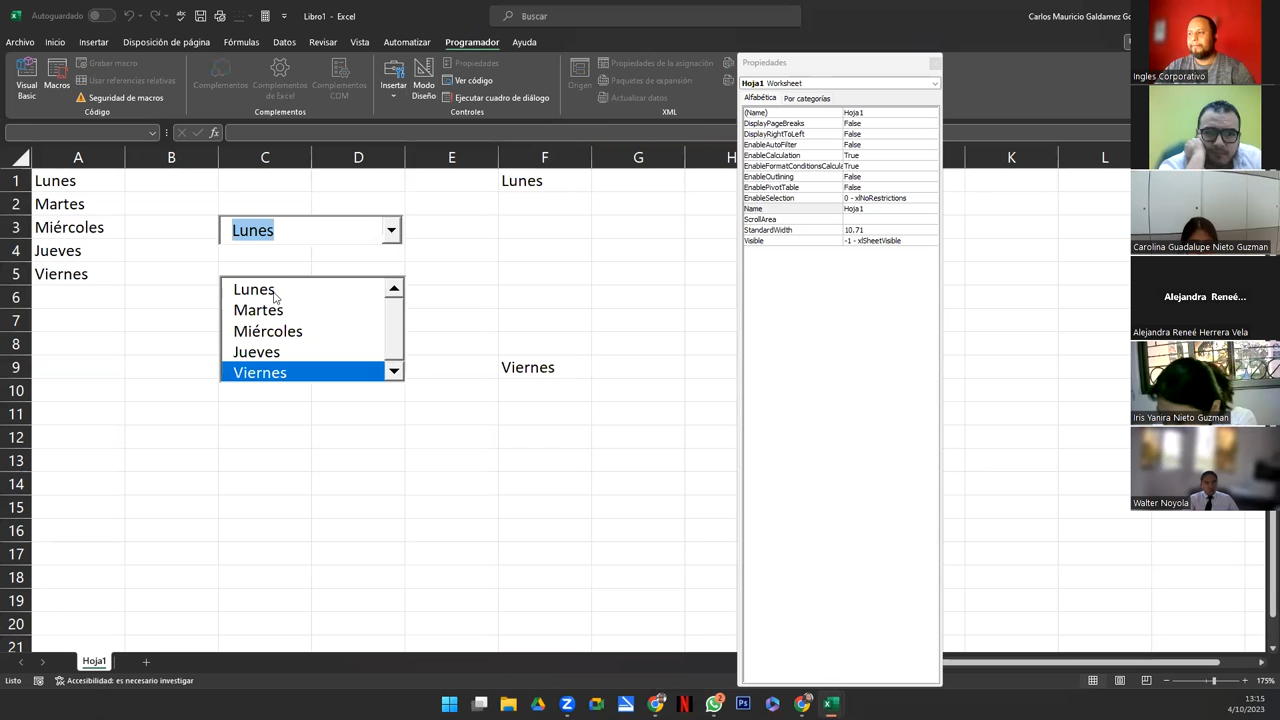 Autoguardado
Libro1 - Excel
Buscar
Carlos Mauricio Galdamez
Archivo Inicio Insertar Disposición de página Fórmulas Datos Revisar Vista Automatizar Programador Ayuda
Visual Basic
Macros
Grabar macro
Usar referencias relativas
Seguridad de macros
Código
Complementos
Complementos de Excel
Complementos COM
Complementos
Insertar
Modo Diseño
Propiedades
Ver código
Ejecutar cuadro de diálogo
Controles
Origen
Propiedades de la asignación
Paquetes de expansión
Actualizar datos
XML
Propiedades
Hoja1 Worksheet
Alfabética Por categorías
(Name) Hoja1
DisplayPageBreaks False
DisplayRightToLeft False
EnableAutoFilter False
EnableCalculation True
EnableFormatConditionsCalcula True
EnableOutlining False
EnablePivotTable False
EnableSelection 0 - xlNoRestrictions
Name Hoja1
ScrollArea
StandardWidth 10.71
Visible -1 - xlSheetVisible
fx
A B C D E F G H K L
1 Lunes Lunes
2 Martes
3 Miércoles
4 Jueves
5 Viernes
6
7
8
9 Viernes
10
11
12
13
14
15
16
17
18
19
20
21
Lunes
Lunes
Martes
Miércoles
Jueves
Viernes
Ingles Corporativo
Carolina Guadalupe Nieto Guzman
Alejandra Reneé...
Alejandra Reneé Herrera Vela
Iris Yanira Nieto Guzman
Walter Noyola
Hoja1
Listo
Accesibilidad: es necesario investigar
175%
13:15
4/10/2023